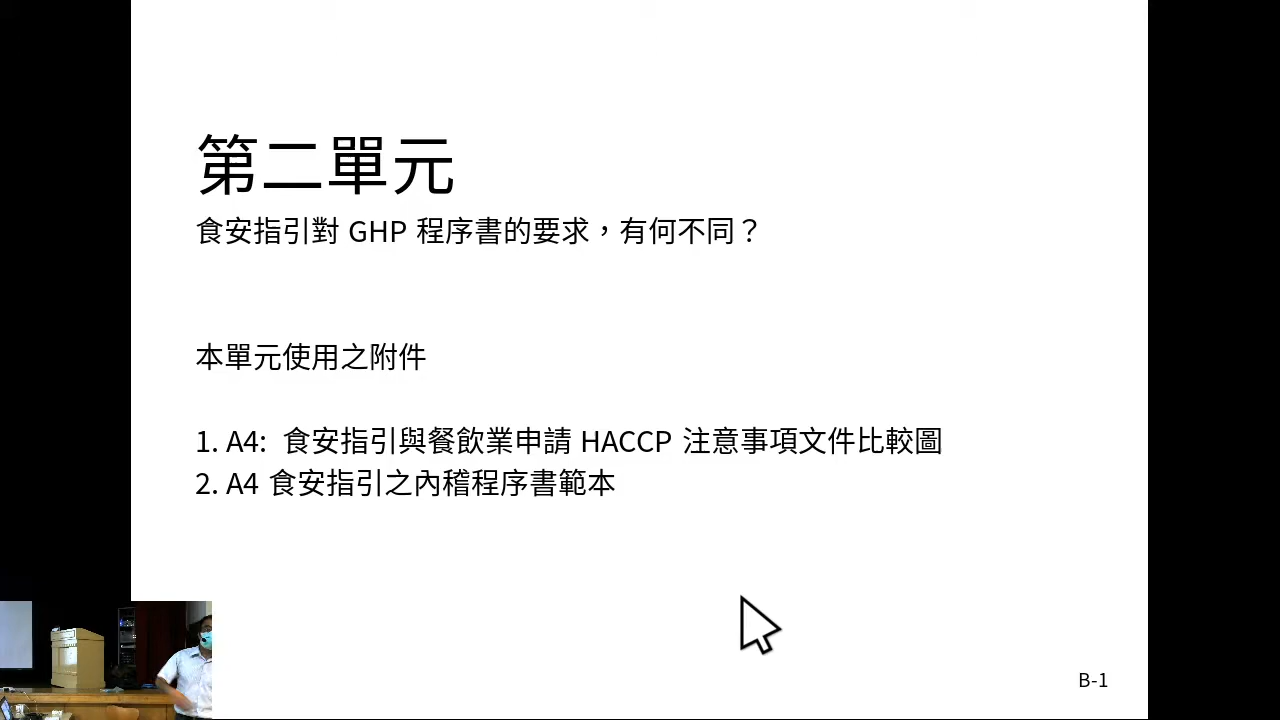 第二單元
食安指引對 GHP 程序書的要求，有何不同？
本單元使用之附件
1. A4: 食安指引與餐飲業申請 HACCP 注意事項文件比較圖
2. A4 食安指引之內稽程序書範本
B-1